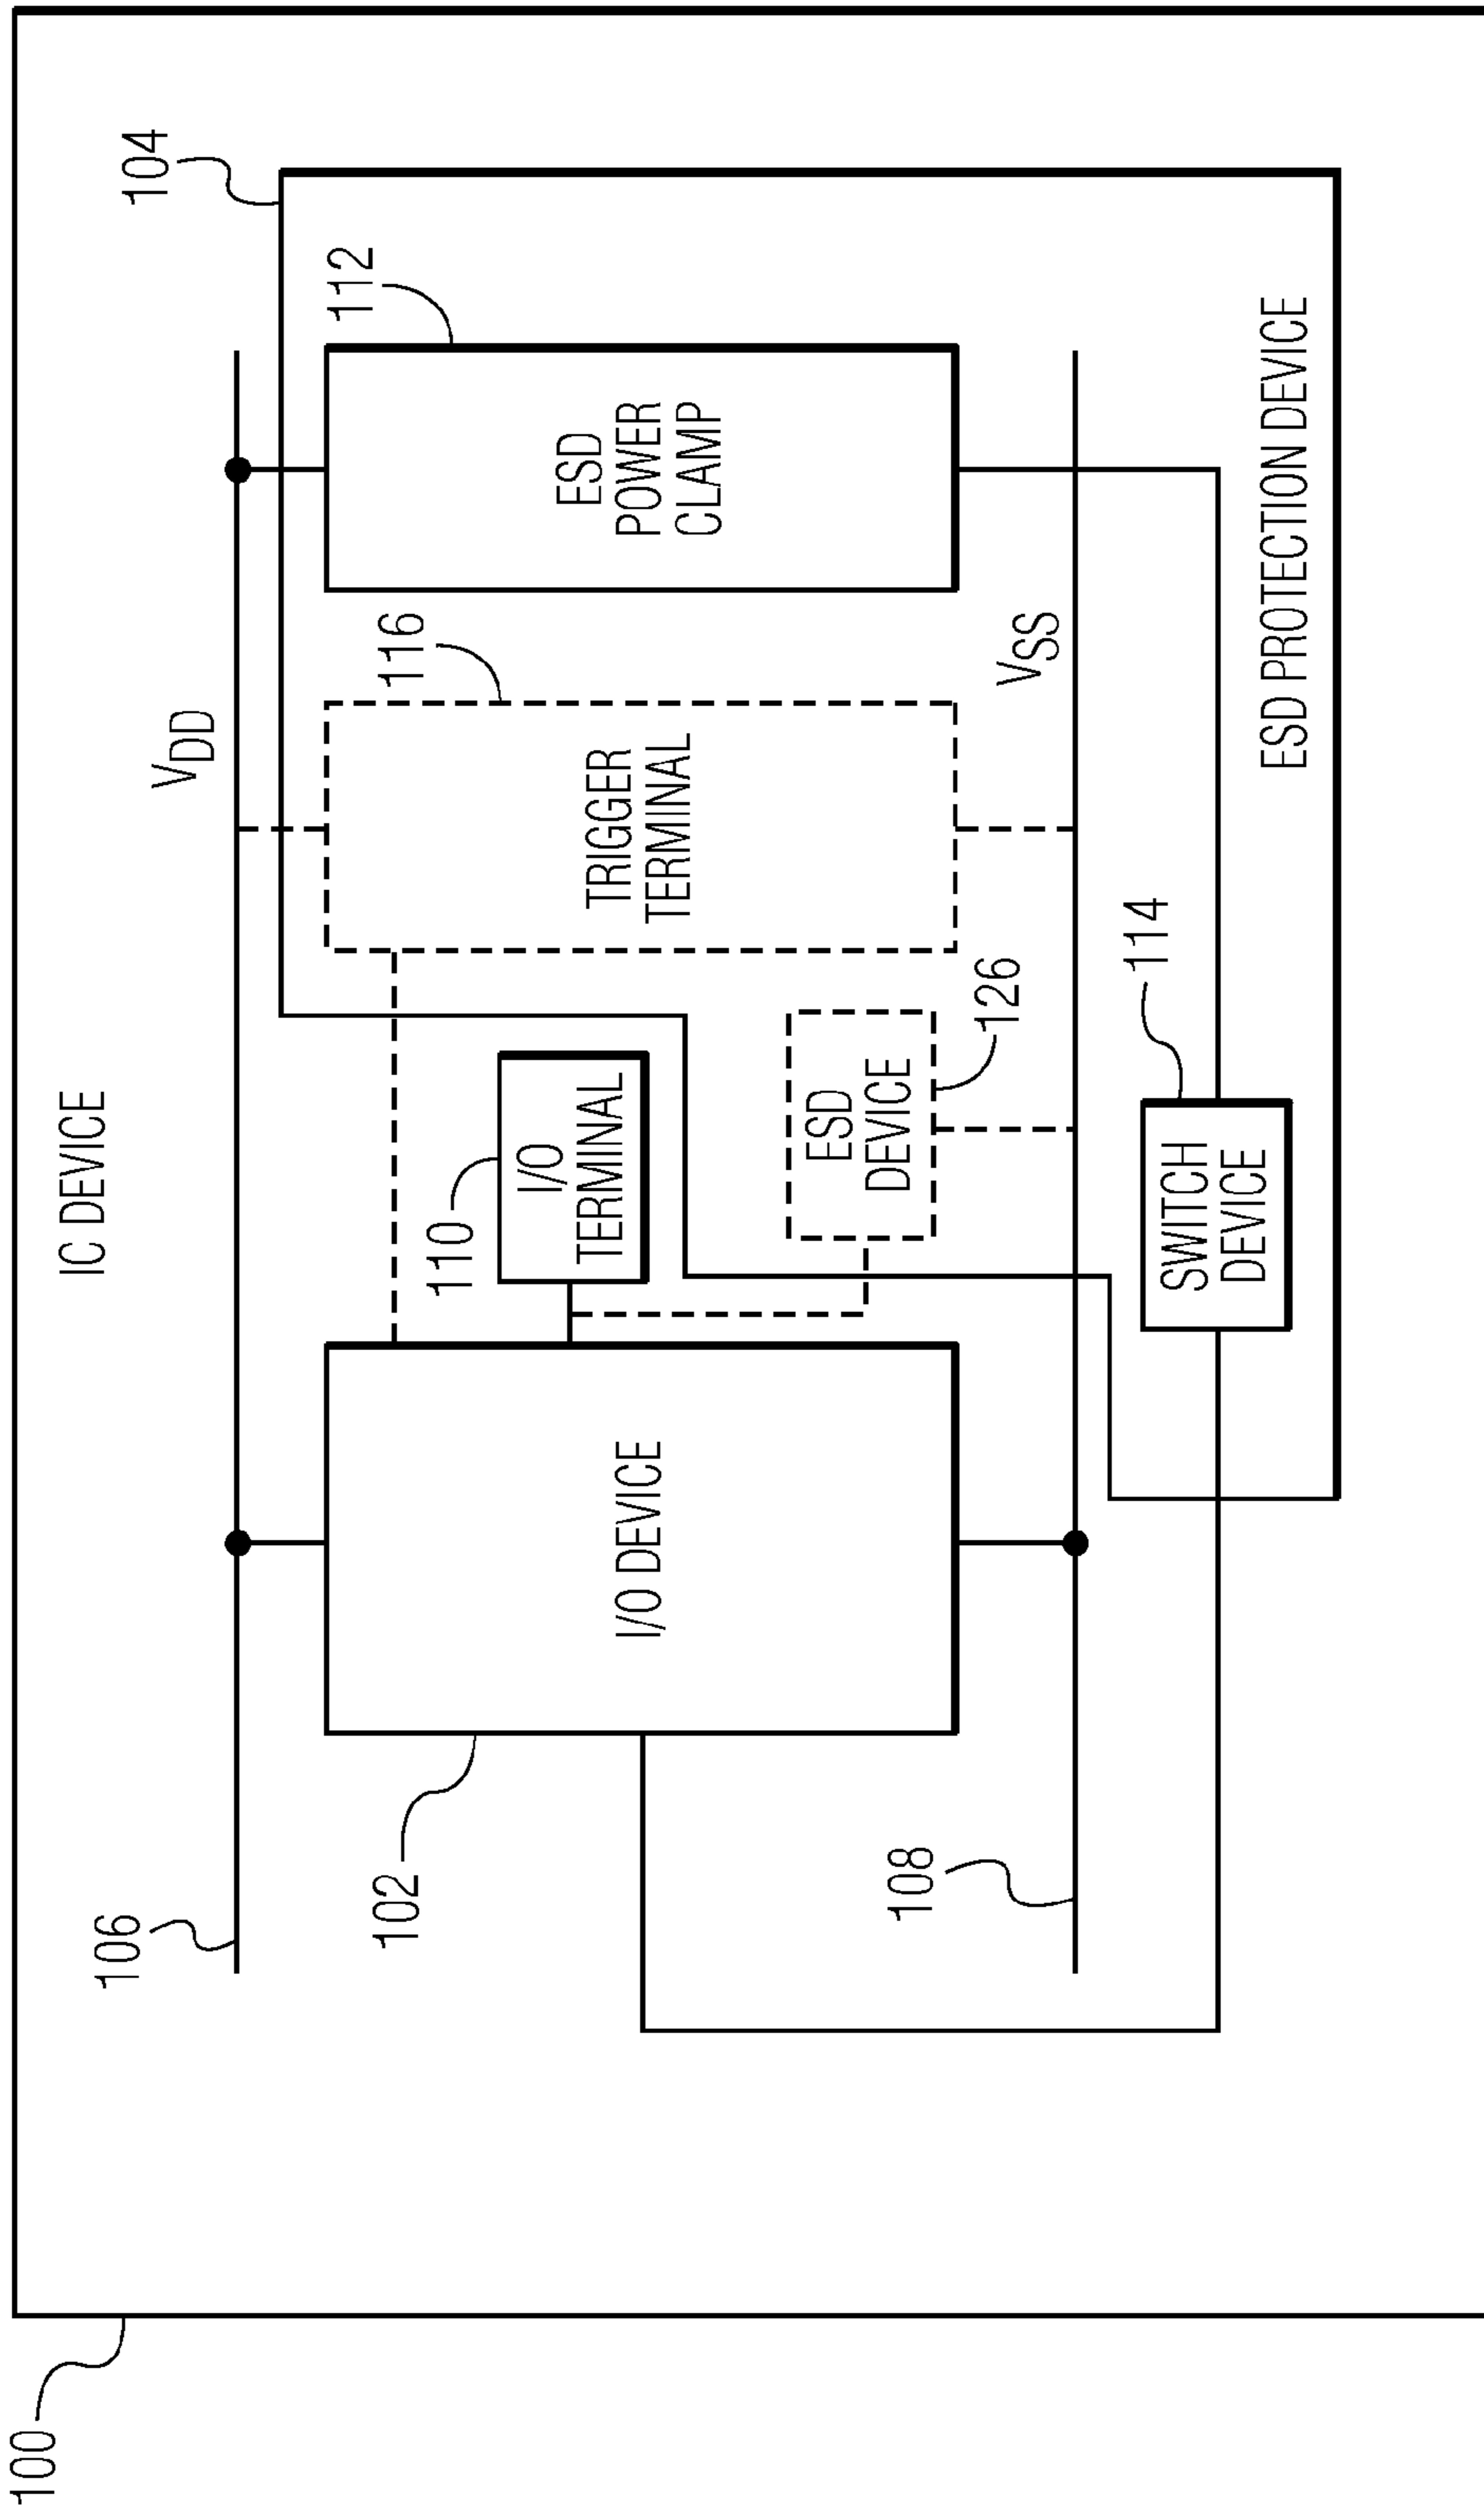 100
IC DEVICE
106
VDD
104
102
I/O DEVICE
110
I/O
TERMINAL
116
TRIGGER
TERMINAL
112
ESD
POWER
CLAMP
ESD
DEVICE
126
108
VSS
114
SWITCH
DEVICE
ESD PROTECTION DEVICE